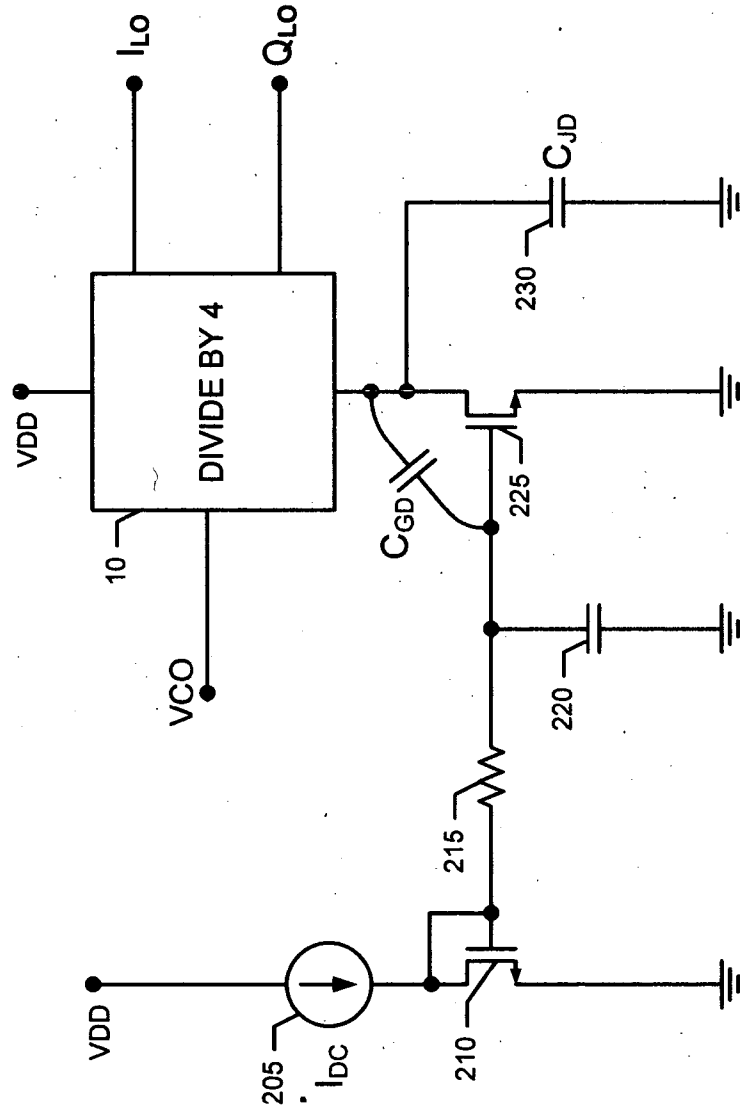 VDD
I_LO
Q_LO
DIVIDE BY 4
10
VCO
C_GD
C_JD
230
225
220
215
VDD
205
I_DC
210